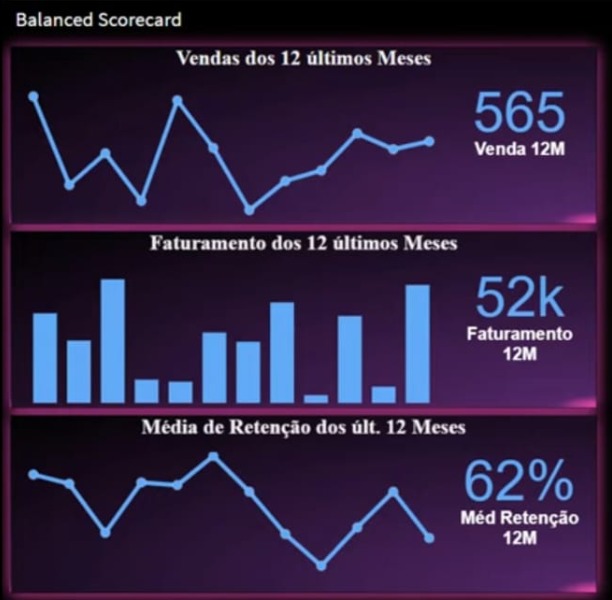 Balanced Scorecard
Vendas dos 12 últimos Meses
565
Venda 12M
Faturamento dos 12 últimos Meses
52k
Faturamento
12M
Média de Retenção dos últ. 12 Meses
62%
Méd Retenção
12M